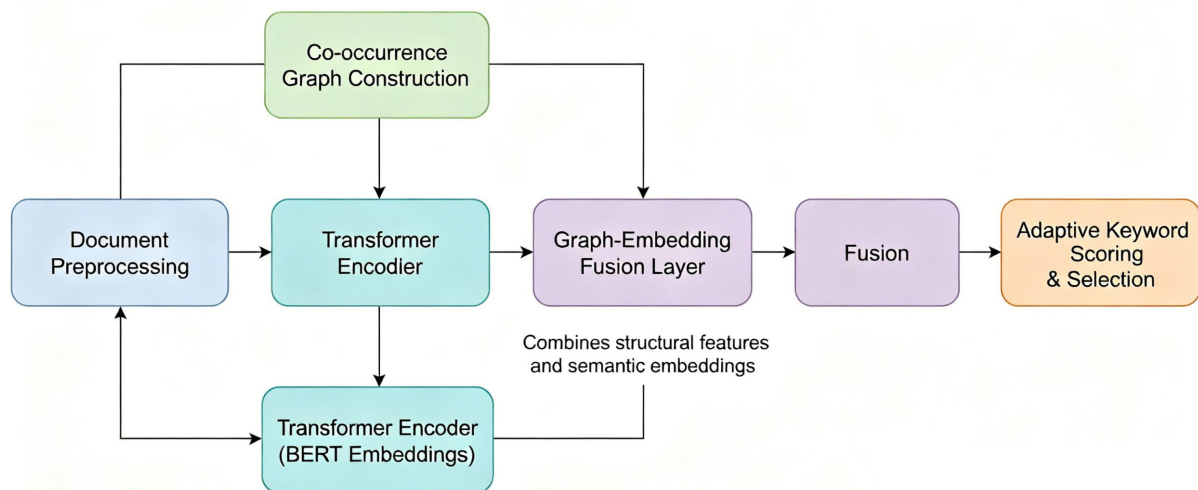 Co-occurrence
Graph Construction
Document
Preprocessing
Transformer
Encodier
Graph-Embedding
Fusion Layer
Fusion
Adaptive Keyword
Scoring
& Selection
Combines structural features
and semantic embeddings
Transformer Encoder
(BERT Embeddings)